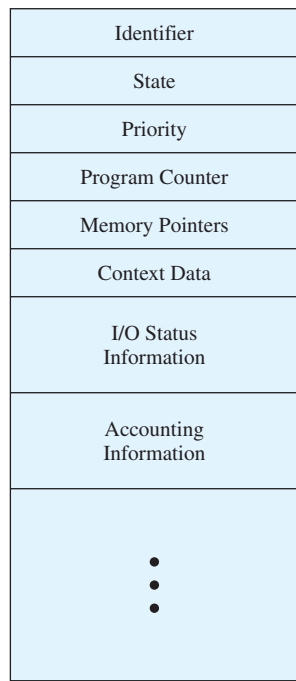 Identifier
State
Priority
Program Counter
Memory Pointers
Context Data
I/O Status
Information
Accounting
Information